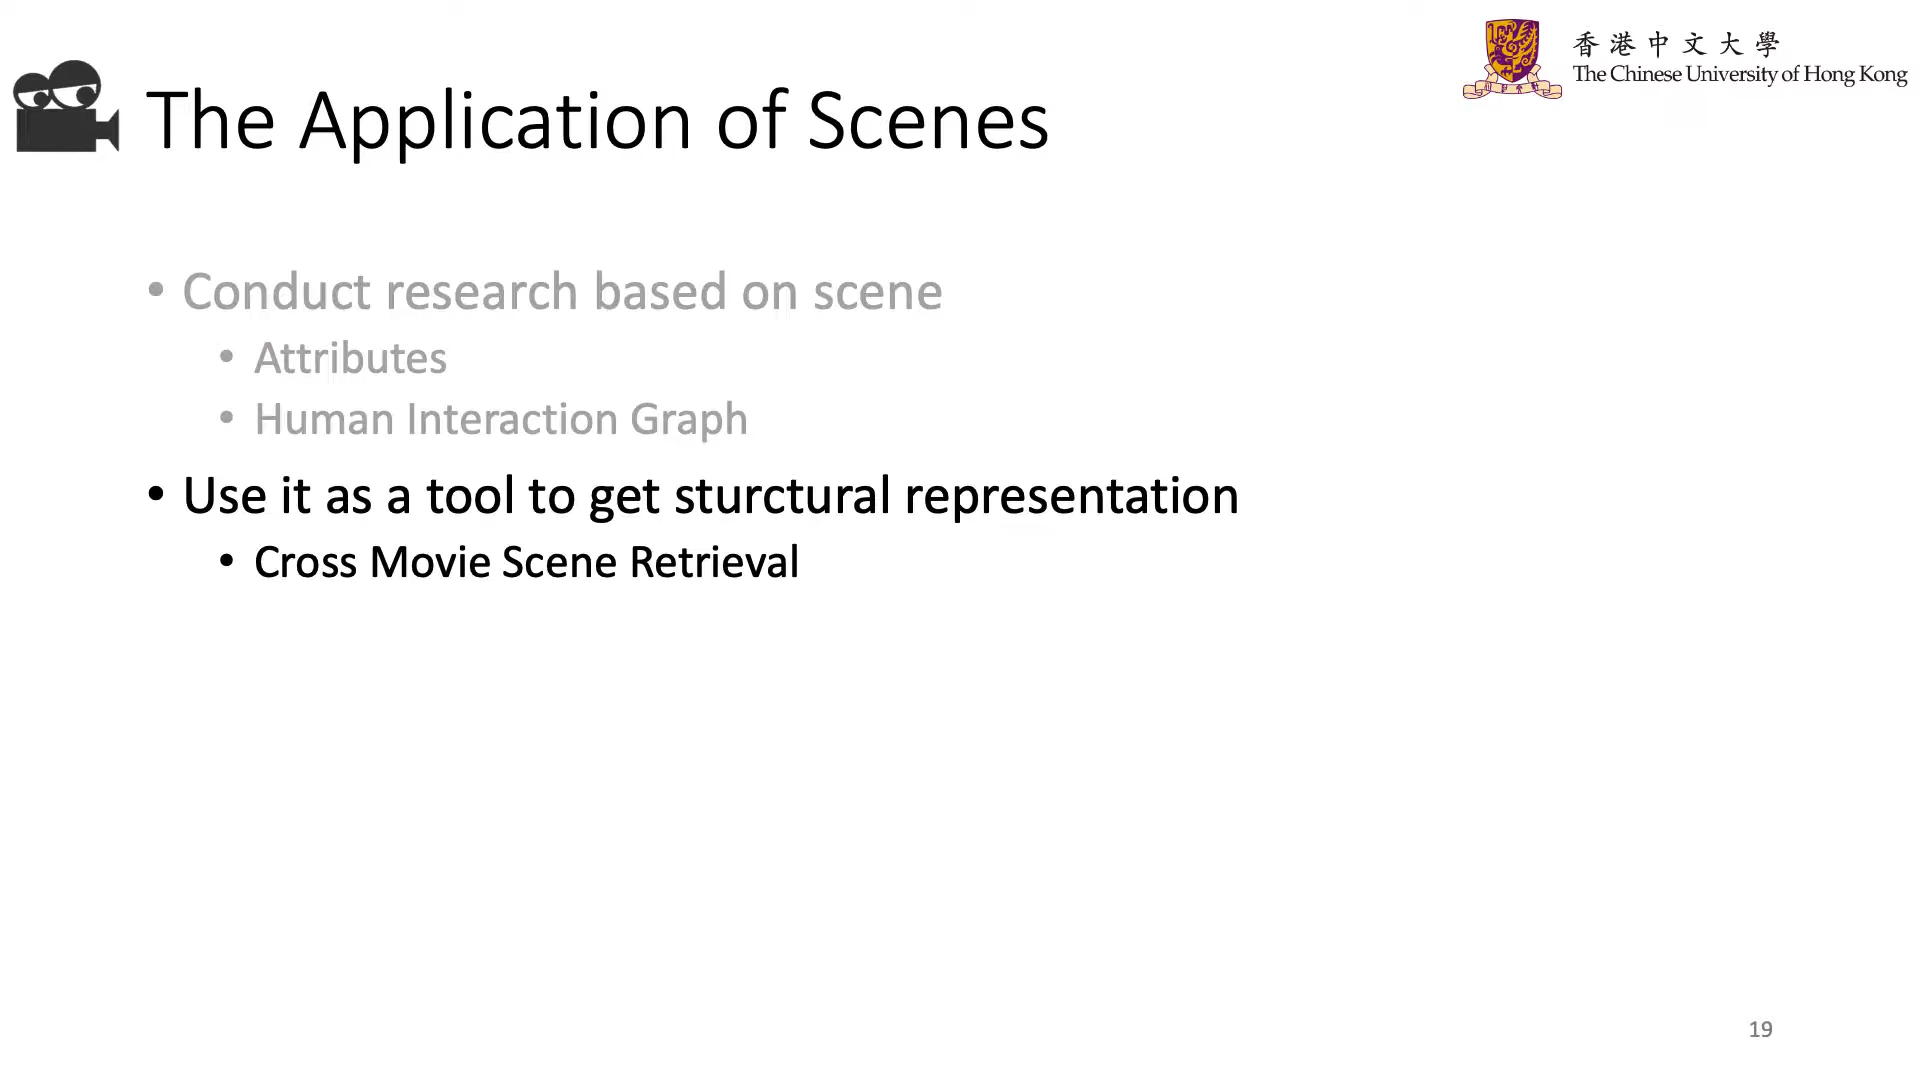 香港中文大學
The Chinese University of Hong Kong
The Application of Scenes
• Conduct research based on scene
• Attributes
• Human Interaction Graph
• Use it as a tool to get sturctural representation
• Cross Movie Scene Retrieval
19